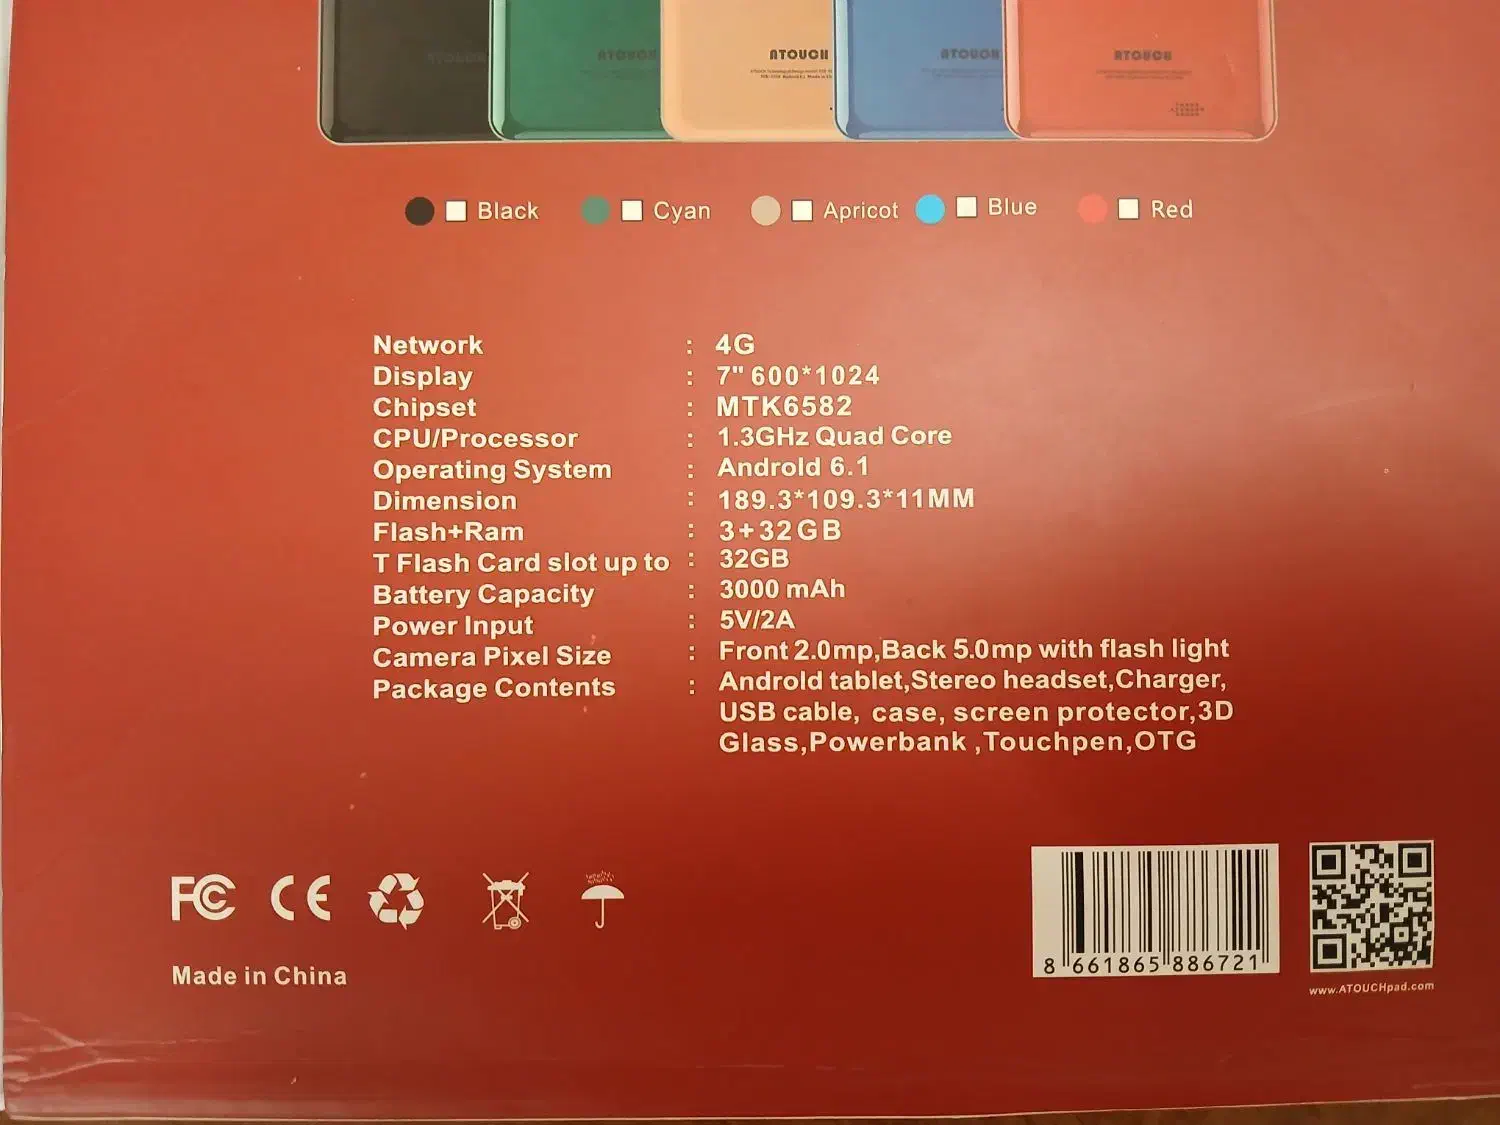 ATOUCH ATOUCH ATOUCH ATOUCH ATOUCH
Black Cyan Apricot Blue Red
Network : 4G
Display : 7" 600*1024
Chipset : MTK6582
CPU/Processor : 1.3GHz Quad Core
Operating System : Androld 6.1
Dimension : 189.3*109.3*11MM
Flash+Ram : 3+32GB
T Flash Card slot up to : 32GB
Battery Capacity : 3000 mAh
Power Input : 5V/2A
Camera Pixel Size : Front 2.0mp,Back 5.0mp with flash light
Package Contents : Androld tablet,Stereo headset,Charger,
USB cable, case, screen protector,3D
Glass,Powerbank ,Touchpen,OTG
FC CE
Made in China
8 661865 886721
www.ATOUCHpad.com